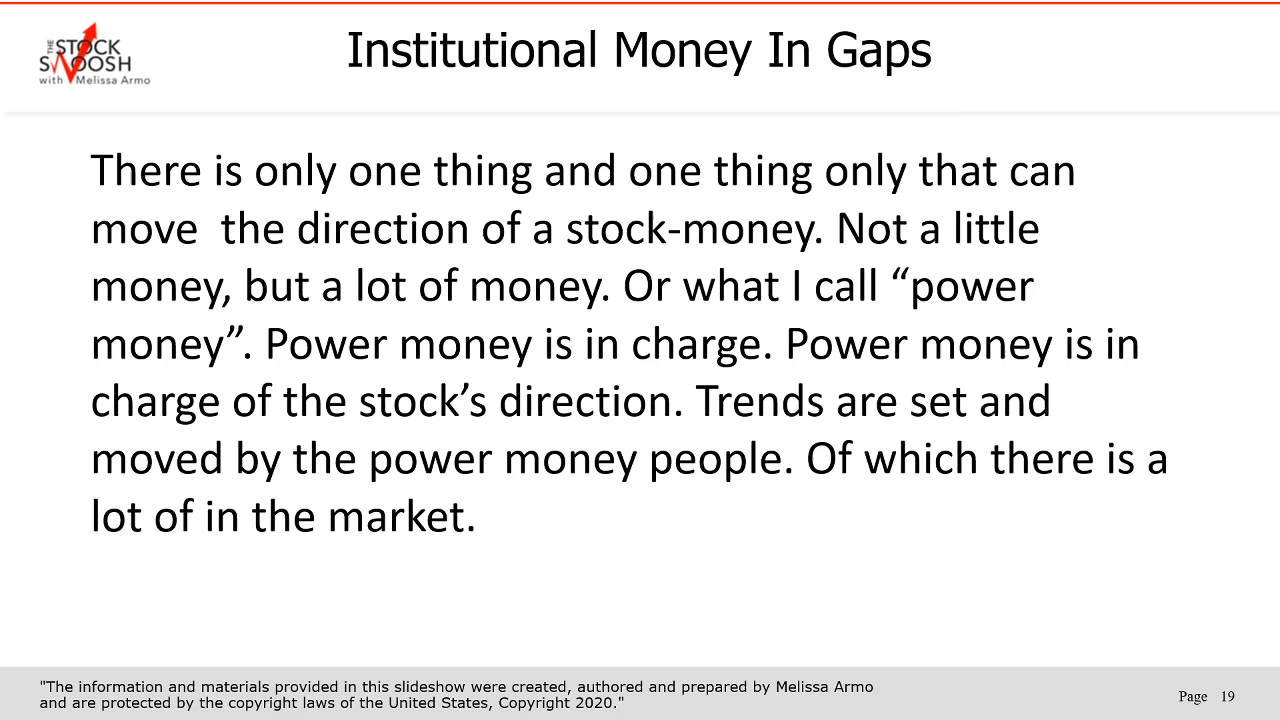 Institutional Money In Gaps
THE
STOCK
SWOOSH
with Melissa Armo
There is only one thing and one thing only that can
move  the direction of a stock-money. Not a little
money, but a lot of money. Or what I call “power
money”. Power money is in charge. Power money is in
charge of the stock’s direction. Trends are set and
moved by the power money people. Of which there is a
lot of in the market.
"The information and materials provided in this slideshow were created, authored and prepared by Melissa Armo
and are protected by the copyright laws of the United States, Copyright 2020."
Page 19